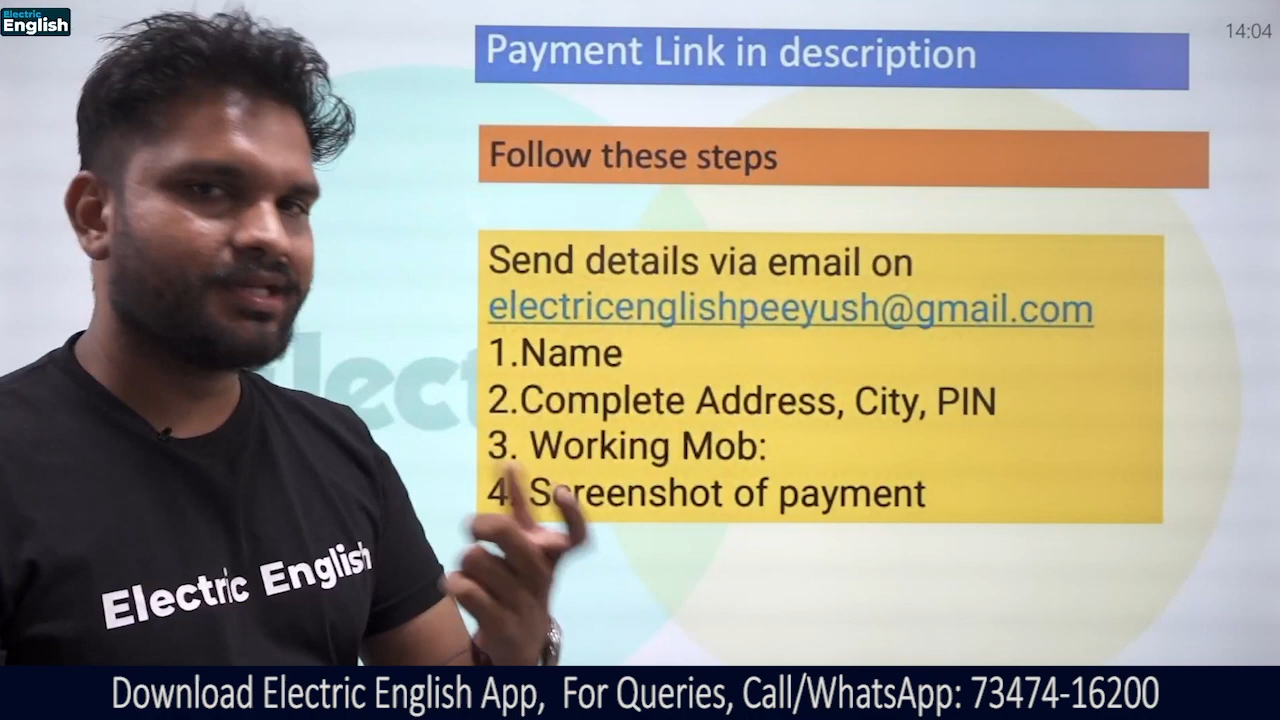 Electric
English
14:04
Payment Link in description
Follow these steps
Send details via email on
electricenglishpeeyush@gmail.com
1.Name
2.Complete Address, City, PIN
3. Working Mob:
4. Screenshot of payment
Elect
Electric English
Download Electric English App, For Queries, Call/WhatsApp: 73474-16200